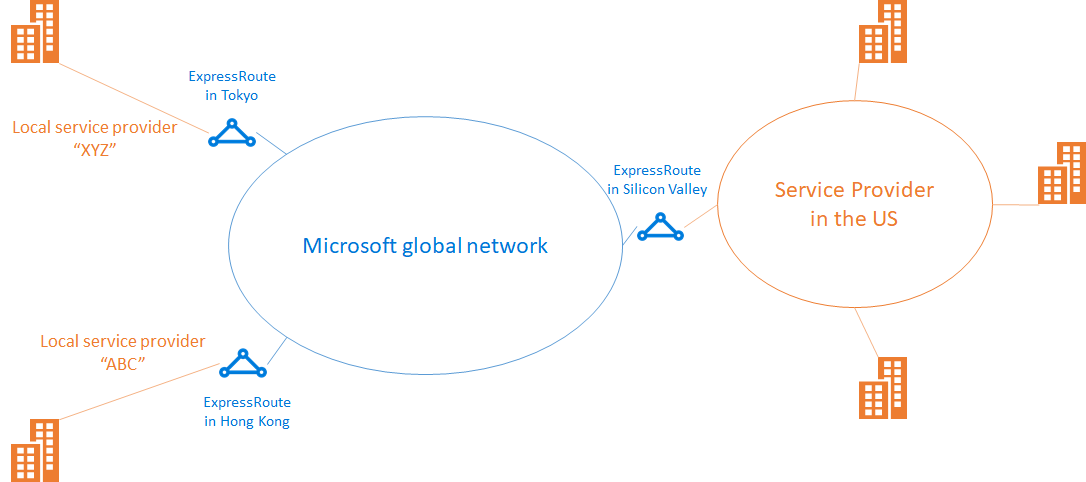 ExpressRoute
in Tokyo
Local service provider
“XYZ”
ExpressRoute
in Silicon Valley
Service Provider
in the US
Microsoft global network
Local service provider
“ABC”
ExpressRoute
in Hong Kong